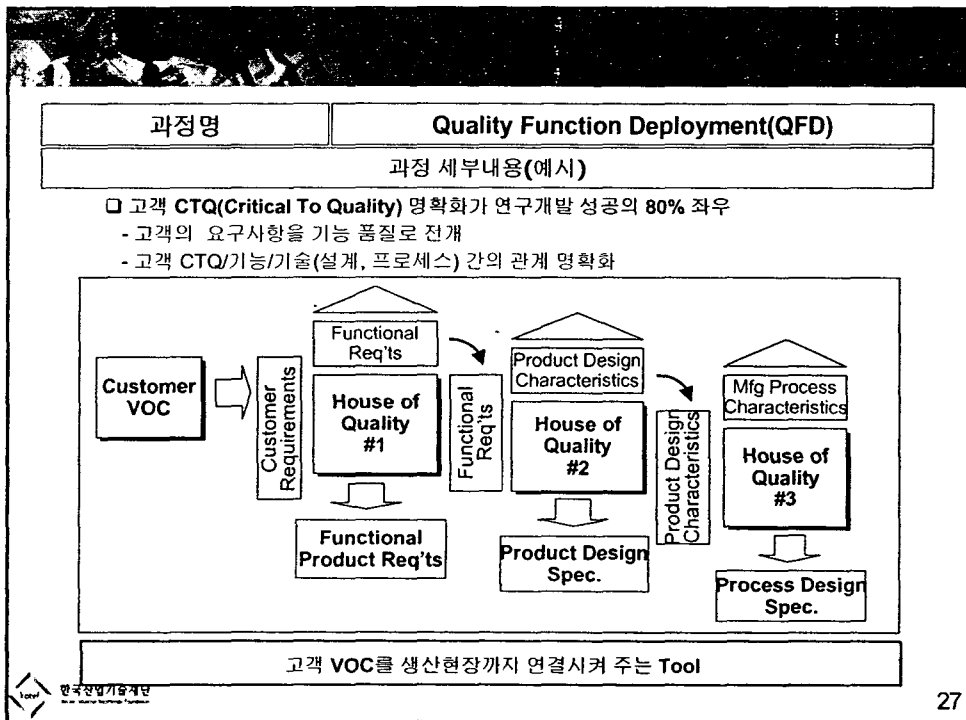 과정명
Quality Function Deployment(QFD)
과정 세부내용(예시)
❑ 고객 CTQ(Critical To Quality) 명확화가 연구개발 성공의 80% 좌우
- 고객의 요구사항을 기능 품질로 전개
- 고객 CTQ/기능/기술(설계, 프로세스) 간의 관계 명확화
Customer
VOC
Customer
Requirements
Functional
Req'ts
House of
Quality
#1
Functional
Product Req'ts
Functional
Req'ts
Product Design
Characteristics
House of
Quality
#2
Product Design
Spec.
Product Design
Characteristics
Mfg Process
Characteristics
House of
Quality
#3
Process Design
Spec.
고객 VOC를 생산현장까지 연결시켜 주는 Tool
한국산업기술재단
27